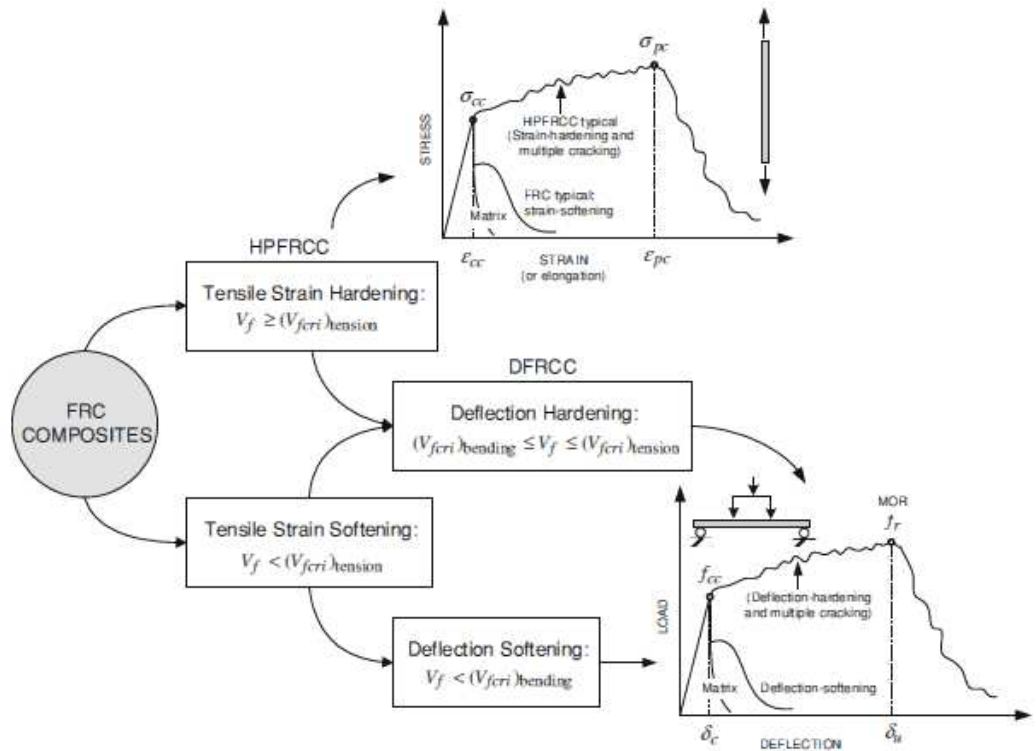 σpc
σcc
HPFRCC typical
(Strain-hardening and
multiple cracking)
STRESS
FRC typical;
strain-softening
Matrix
εcc
STRAIN
(or elongation)
εpc
HPFRCC
Tensile Strain Hardening:
Vf ≥ (Vfcri)tension
FRC
COMPOSITES
DFRCC
Deflection Hardening:
(Vfcri)bending ≤ Vf ≤ (Vfcri)tension
Tensile Strain Softening:
Vf < (Vfcri)tension
Deflection Softening:
Vf < (Vfcri)bending
MOR
fr
fcc
(Deflection-hardening
and multiple cracking)
LOAD
Matrix
Deflection-softening
δc
δu
DEFLECTION